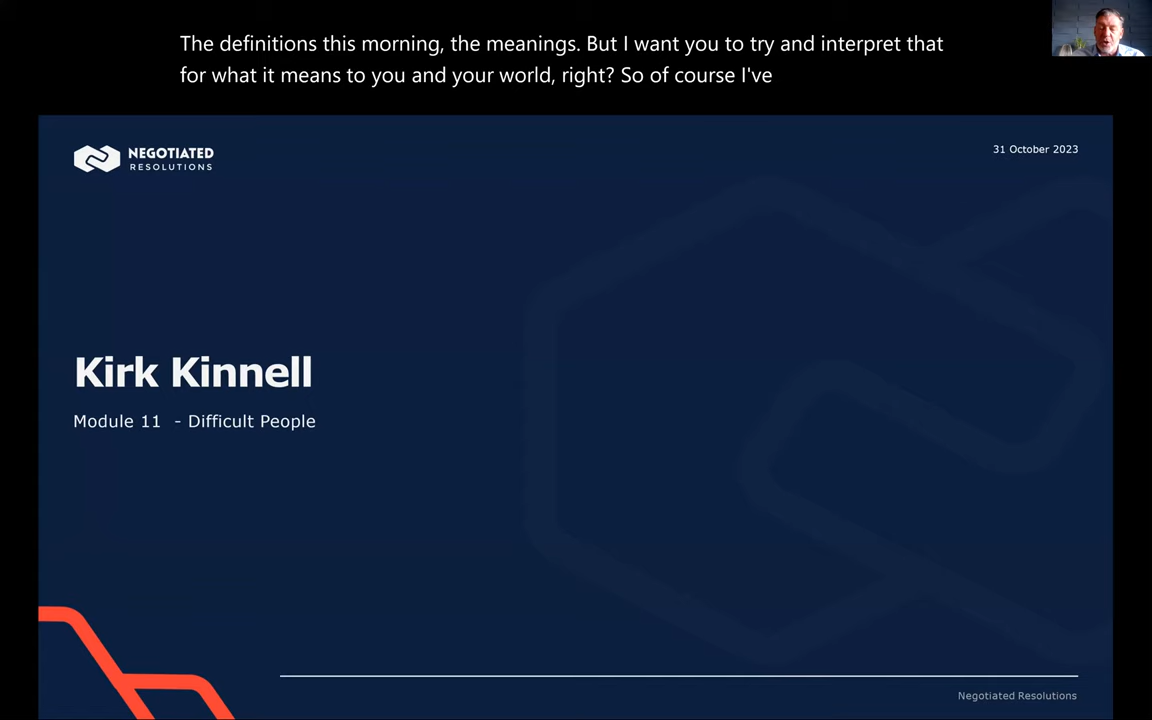 The definitions this morning, the meanings. But I want you to try and interpret that
for what it means to you and your world, right? So of course I've
NEGOTIATED
RESOLUTIONS
31 October 2023
Kirk Kinnell
Module 11 - Difficult People
Negotiated Resolutions